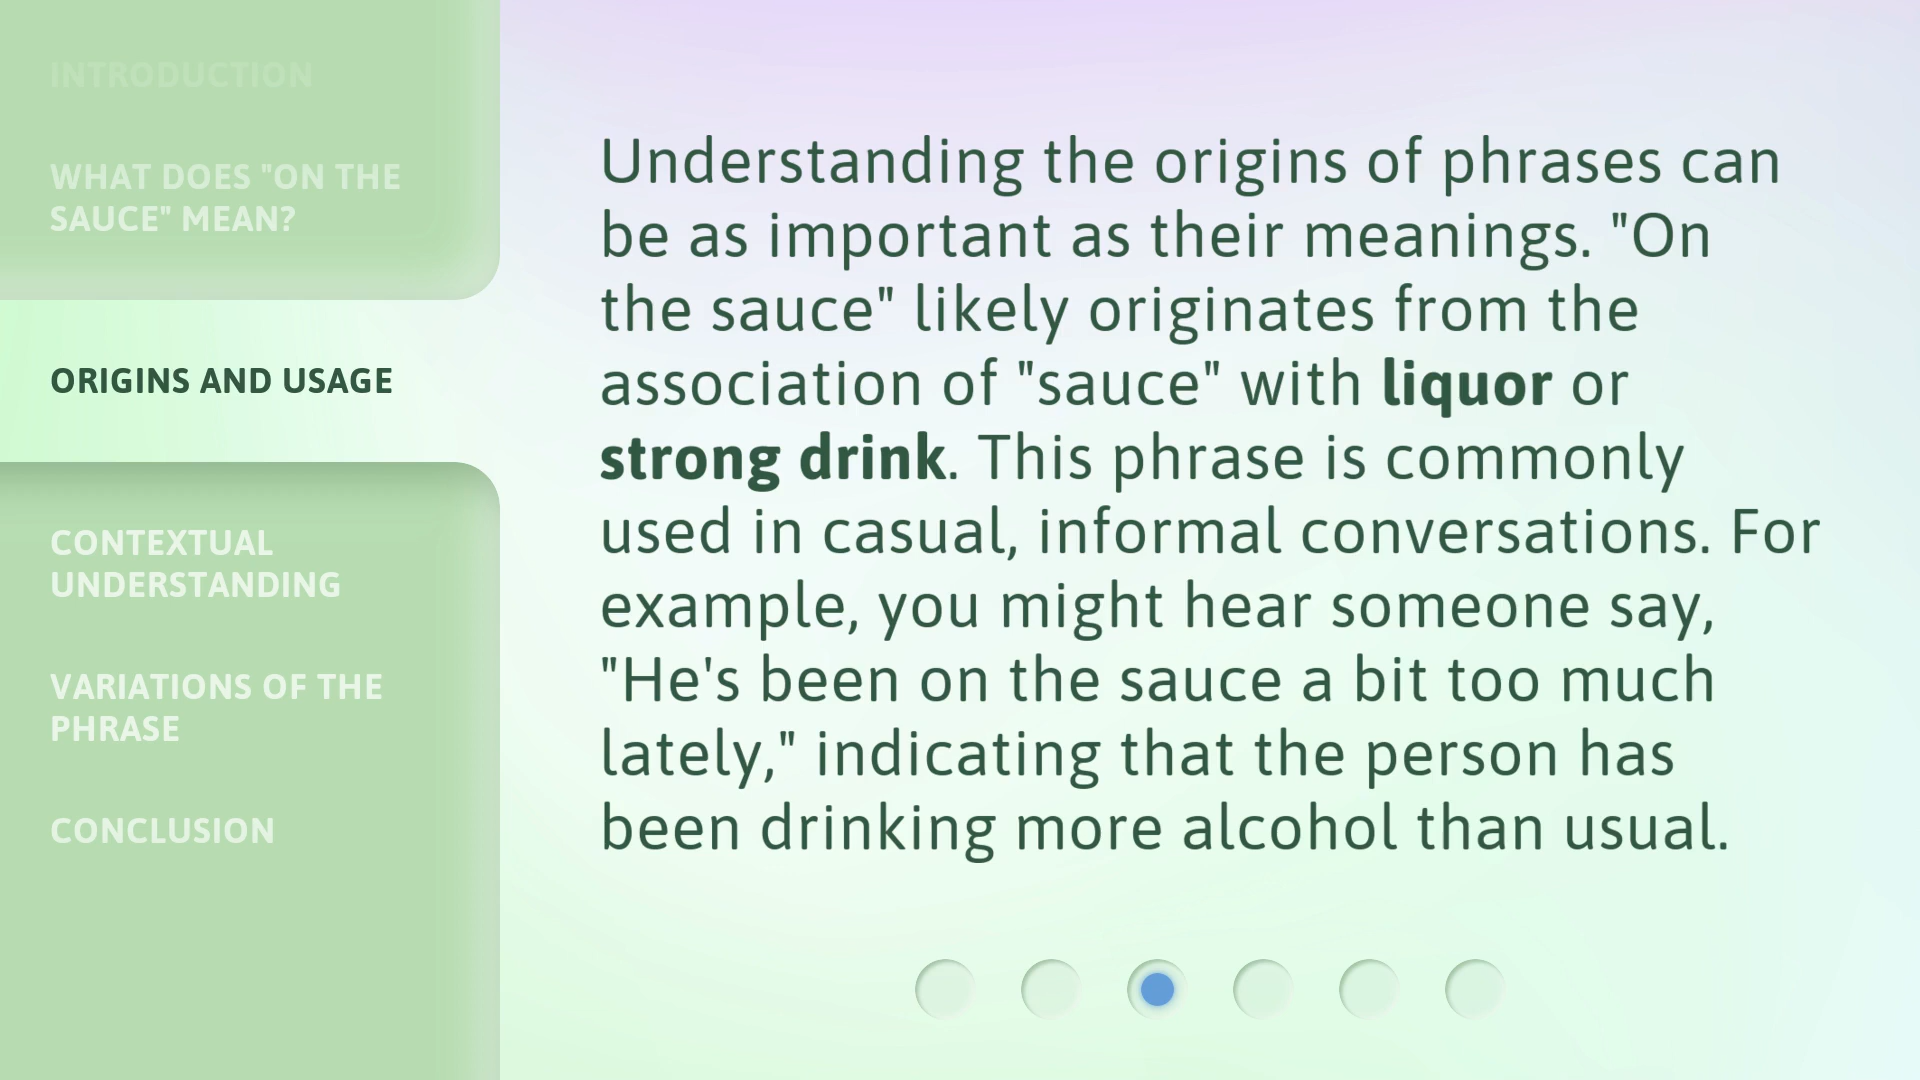 INTRODUCTION
WHAT DOES "ON THE
SAUCE" MEAN?
ORIGINS AND USAGE
CONTEXTUAL
UNDERSTANDING
VARIATIONS OF THE
PHRASE
CONCLUSION
Understanding the origins of phrases can
be as important as their meanings. "On
the sauce" likely originates from the
association of "sauce" with liquor or
strong drink. This phrase is commonly
used in casual, informal conversations. For
example, you might hear someone say,
"He's been on the sauce a bit too much
lately," indicating that the person has
been drinking more alcohol than usual.